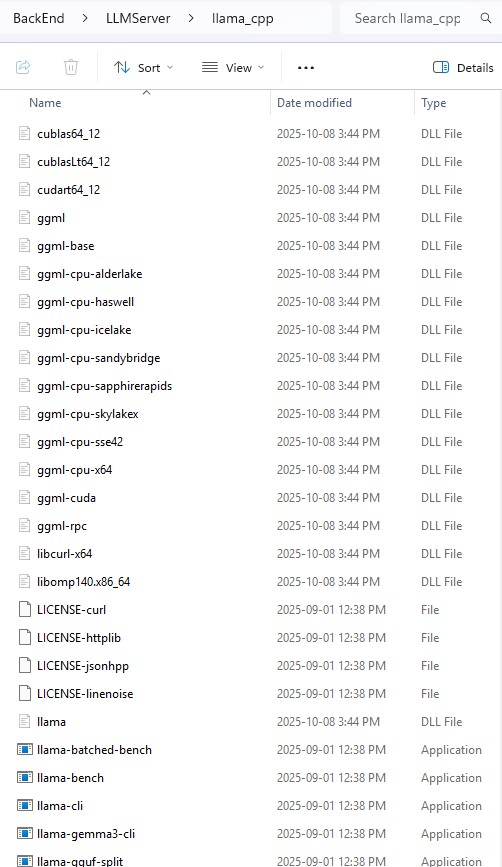 BackEnd > LLMServer > llama_cpp Search llama_cpp
Sort View ... Details
Name Date modified Type
cublas64_12 2025-10-08 3:44 PM DLL File
cublasLt64_12 2025-10-08 3:44 PM DLL File
cudart64_12 2025-10-08 3:44 PM DLL File
ggml 2025-10-08 3:44 PM DLL File
ggml-base 2025-10-08 3:44 PM DLL File
ggml-cpu-alderlake 2025-10-08 3:44 PM DLL File
ggml-cpu-haswell 2025-10-08 3:44 PM DLL File
ggml-cpu-icelake 2025-10-08 3:44 PM DLL File
ggml-cpu-sandybridge 2025-10-08 3:44 PM DLL File
ggml-cpu-sapphirerapids 2025-10-08 3:44 PM DLL File
ggml-cpu-skylakex 2025-10-08 3:44 PM DLL File
ggml-cpu-sse42 2025-10-08 3:44 PM DLL File
ggml-cpu-x64 2025-10-08 3:44 PM DLL File
ggml-cuda 2025-10-08 3:44 PM DLL File
ggml-rpc 2025-10-08 3:44 PM DLL File
libcurl-x64 2025-10-08 3:44 PM DLL File
libomp140.x86_64 2025-10-08 3:44 PM DLL File
LICENSE-curl 2025-09-01 12:38 PM File
LICENSE-httplib 2025-09-01 12:38 PM File
LICENSE-jsonhpp 2025-09-01 12:38 PM File
LICENSE-linenoise 2025-09-01 12:38 PM File
llama 2025-10-08 3:44 PM DLL File
llama-batched-bench 2025-09-01 12:38 PM Application
llama-bench 2025-09-01 12:38 PM Application
llama-cli 2025-09-01 12:38 PM Application
llama-gemma3-cli 2025-09-01 12:38 PM Application
llama-gguf-split 2025-09-01 12:38 PM Application